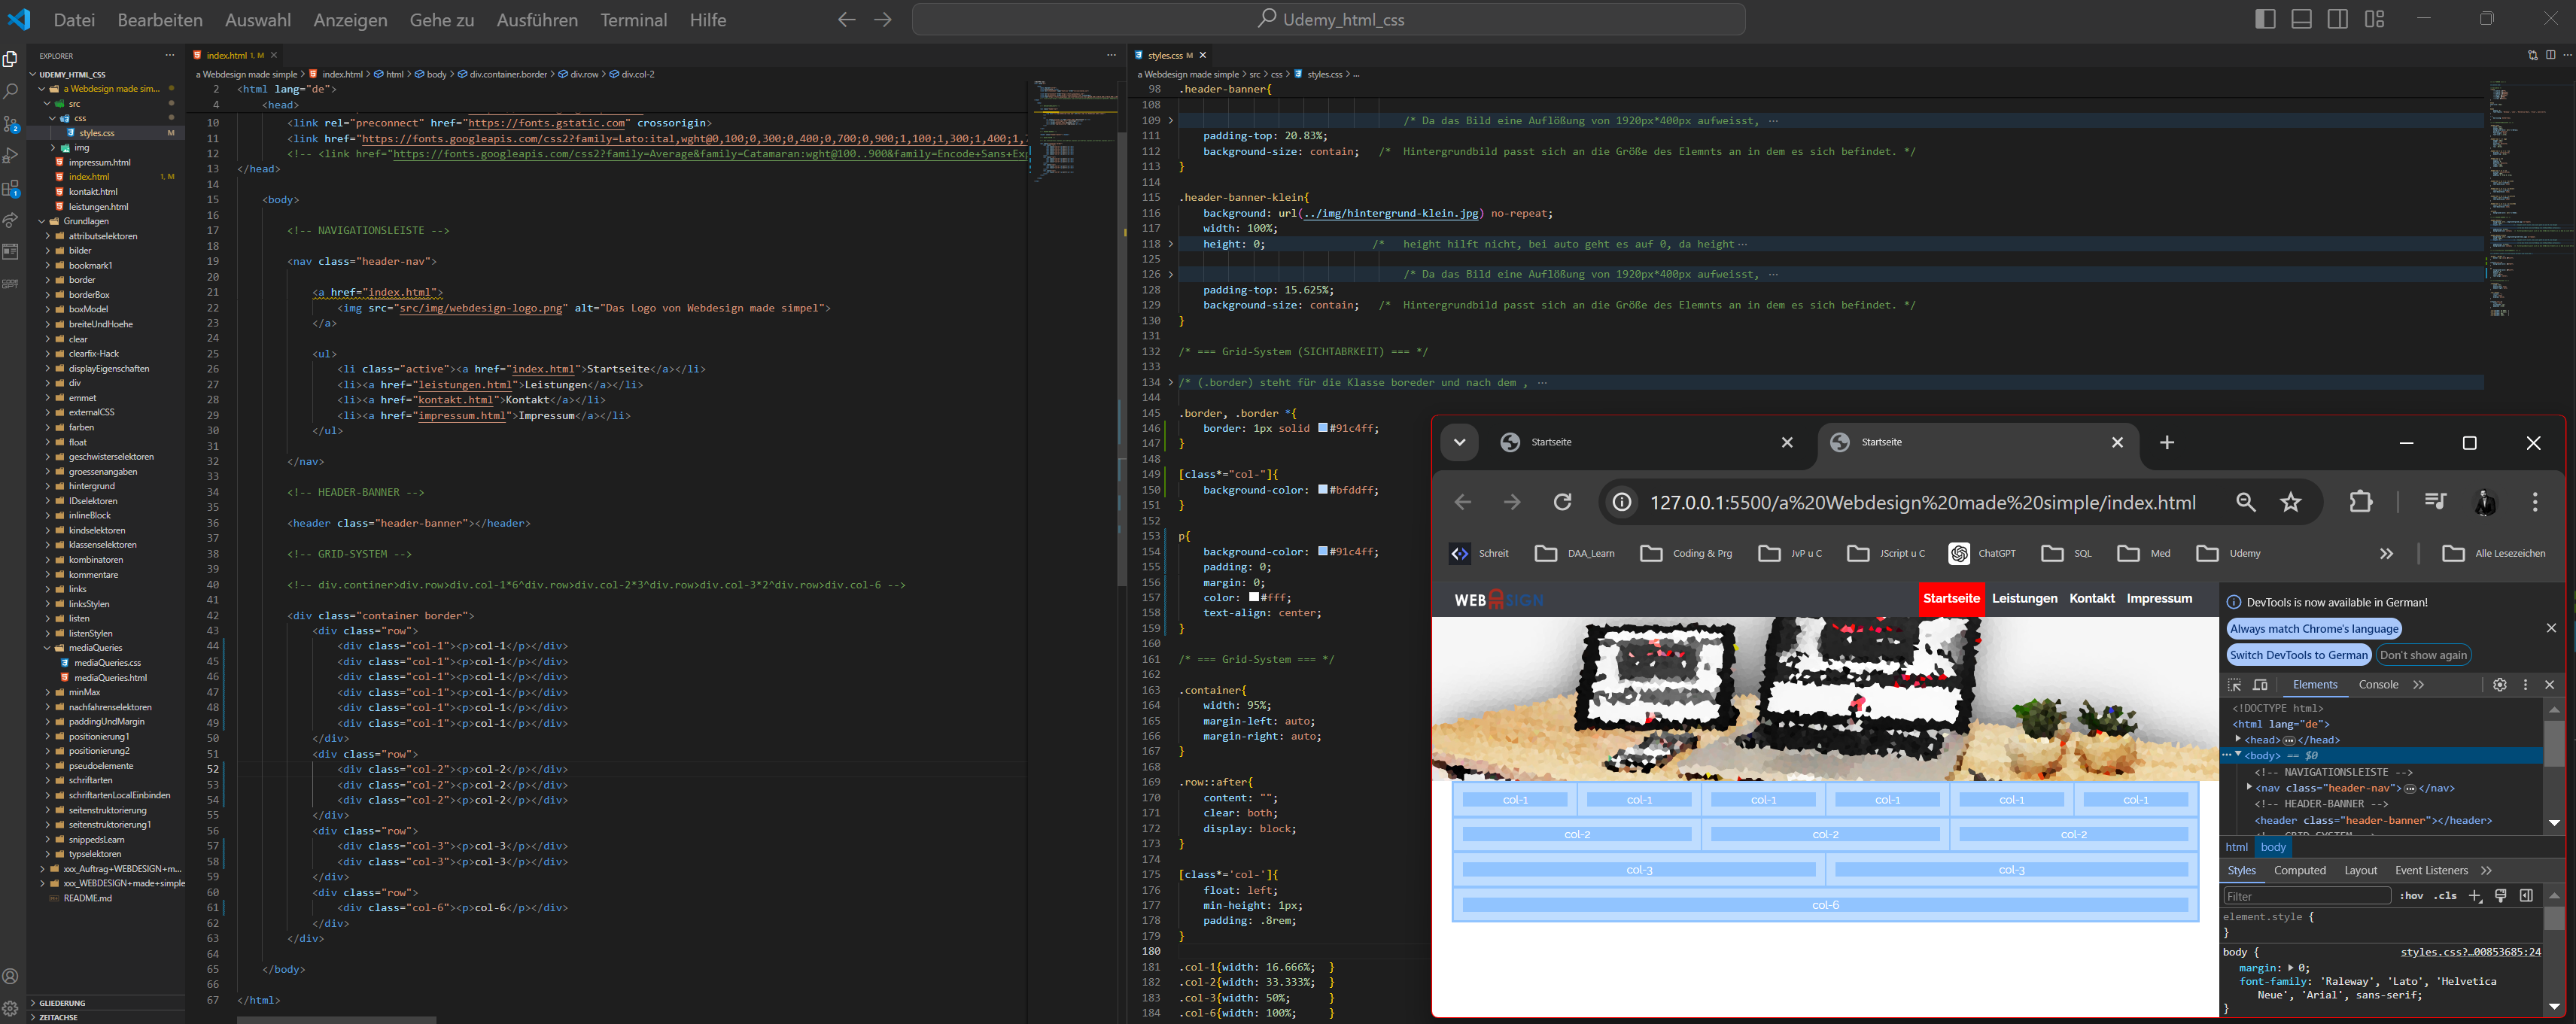 Datei Bearbeiten Auswahl Anzeigen Gehe zu Ausführen Terminal Hilfe
Udemy_html_css
EXPLORER
UDEMY_HTML_CSS
a Webdesign made sim...
src
css
styles.css M
img
impressum.html
index.html 1, M
kontakt.html
leistungen.html
Grundlagen
attributselektoren
bilder
bookmark1
border
borderBox
boxModel
breiteUndHoehe
clear
clearfix-Hack
displayEigenschaften
div
emmet
externalCSS
farben
float
geschwisterselektoren
groessenangaben
hintergrund
IDselektoren
inlineBlock
kindselektoren
klassenselektoren
kombinatoren
kommentare
links
linksStylen
listen
listenStylen
mediaQueries
mediaQueries.css
mediaQueries.html
minMax
nachfahrenselektoren
paddingUndMargin
positionierung1
positionierung2
pseudoelemente
schriftarten
schriftartenLocalEinbinden
seitenstruktorierung
seitenstruktorierung1
snippedsLearn
typselektoren
xxx_Auftrag+WEBDESIGN+m...
xxx_WEBDESIGN+made+simple
README.md
GLIEDERUNG
ZEITACHSE
index.html 1, M
a Webdesign made simple > index.html > html > body > div.container.border > div.row > div.col-2
2 <html lang="de">
4 <head>
10 <link rel="preconnect" href="https://fonts.gstatic.com" crossorigin>
11 <link href="https://fonts.googleapis.com/css2?family=Lato:ital,wght@0,100;0,300;0,400;0,700;0,900;1,100;1,300;1,400;1,
12 <!-- <link href="https://fonts.googleapis.com/css2?family=Average&family=Catamaran:wght@100..900&family=Encode+Sans+Ex
13 </head>
14
15 <body>
16
17 <!-- NAVIGATIONSLEISTE -->
18
19 <nav class="header-nav">
20
21 <a href="index.html">
22 <img src="src/img/webdesign-logo.png" alt="Das Logo von Webdesign made simpel">
23 </a>
24
25 <ul>
26 <li class="active"><a href="index.html">Startseite</a></li>
27 <li><a href="leistungen.html">Leistungen</a></li>
28 <li><a href="kontakt.html">Kontakt</a></li>
29 <li><a href="impressum.html">Impressum</a></li>
30 </ul>
31
32 </nav>
33
34 <!-- HEADER-BANNER -->
35
36 <header class="header-banner"></header>
37
38 <!-- GRID-SYSTEM -->
39
40 <!-- div.continer>div.row>div.col-1*6^div.row>div.col-2*3^div.row>div.col-3*2^div.row>div.col-6 -->
41
42 <div class="container border">
43 <div class="row">
44 <div class="col-1"><p>col-1</p></div>
45 <div class="col-1"><p>col-1</p></div>
46 <div class="col-1"><p>col-1</p></div>
47 <div class="col-1"><p>col-1</p></div>
48 <div class="col-1"><p>col-1</p></div>
49 <div class="col-1"><p>col-1</p></div>
50 </div>
51 <div class="row">
52 <div class="col-2"><p>col-2</p></div>
53 <div class="col-2"><p>col-2</p></div>
54 <div class="col-2"><p>col-2</p></div>
55 </div>
56 <div class="row">
57 <div class="col-3"><p>col-3</p></div>
58 <div class="col-3"><p>col-3</p></div>
59 </div>
60 <div class="row">
61 <div class="col-6"><p>col-6</p></div>
62 </div>
63 </div>
64
65 </body>
66
67 </html>
styles.css M
a Webdesign made simple > src > css > styles.css > ...
98 .header-banner{
108
109 /* Da das Bild eine Auflößung von 1920px*400px aufweisst, ...
111 padding-top: 20.83%;
112 background-size: contain; /* Hintergrundbild passt sich an die Größe des Elemnts an in dem es sich befindet. */
113 }
114
115 .header-banner-klein{
116 background: url(../img/hintergrund-klein.jpg) no-repeat;
117 width: 100%;
118 height: 0; /* height hilft nicht, bei auto geht es auf 0, da height ...
125
126 /* Da das Bild eine Auflößung von 1920px*400px aufweisst, ...
128 padding-top: 15.625%;
129 background-size: contain; /* Hintergrundbild passt sich an die Größe des Elemnts an in dem es sich befindet. */
130 }
131
132 /* === Grid-System (SICHTABRKEIT) === */
133
134 /* (.border) steht für die Klasse boreder und nach dem , ...
144
145 .border, .border *{
146 border: 1px solid #91c4ff;
147 }
148
149 [class*="col-"]{
150 background-color: #bfddff;
151 }
152
153 p{
154 background-color: #91c4ff;
155 padding: 0;
156 margin: 0;
157 color: #fff;
158 text-align: center;
159 }
160
161 /* === Grid-System === */
162
163 .container{
164 width: 95%;
165 margin-left: auto;
166 margin-right: auto;
167 }
168
169 .row::after{
170 content: "";
171 clear: both;
172 display: block;
173 }
174
175 [class*='col-']{
176 float: left;
177 min-height: 1px;
178 padding: .8rem;
179 }
180
181 .col-1{width: 16.666%; }
182 .col-2{width: 33.333%; }
183 .col-3{width: 50%; }
184 .col-6{width: 100%; }
Startseite
Startseite
127.0.0.1:5500/a%20Webdesign%20made%20simple/index.html
Schreit DAA_Learn Coding & Prg JvP u C JScript u C ChatGPT SQL Med Udemy Alle Lesezeichen
WEB DESIGN
Startseite Leistungen Kontakt Impressum
col-1 col-1 col-1 col-1 col-1 col-1
col-2 col-2 col-2
col-3 col-3
col-6
DevTools is now available in German!
Always match Chrome's language
Switch DevTools to German Don't show again
Elements Console
<!DOCTYPE html>
<html lang="de">
<head> ... </head>
<body> == $0
<!-- NAVIGATIONSLEISTE -->
<nav class="header-nav"> ... </nav>
<!-- HEADER-BANNER -->
<header class="header-banner"></header>
html body
Styles Computed Layout Event Listeners
Filter :hov .cls
element.style {
}
body { styles.css?…00853685:24
margin: 0;
font-family: 'Raleway', 'Lato', 'Helvetica
Neue', 'Arial', sans-serif;
}